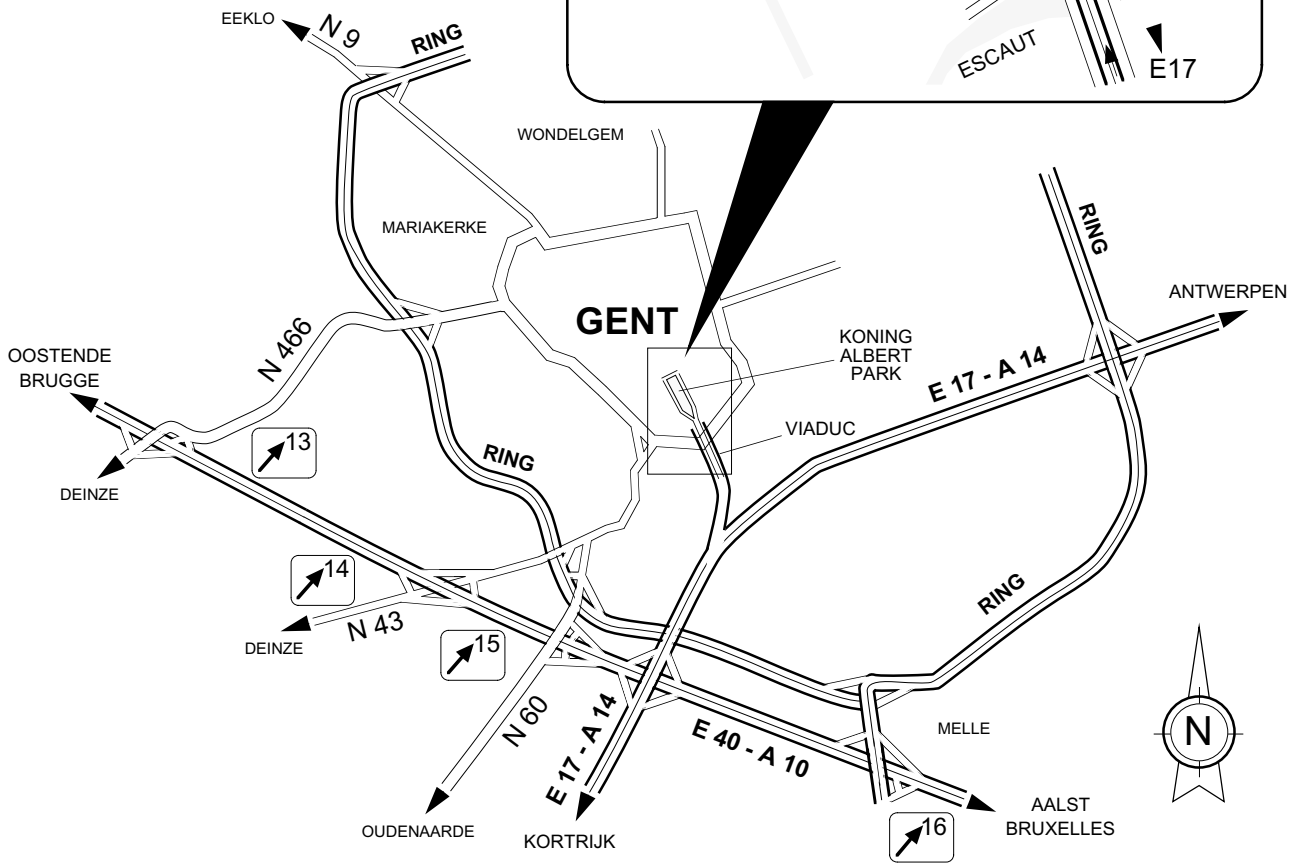 EEKLO
N 9
RING
ESCAUT
E17
WONDELGEM
MARIAKERKE
RING
ANTWERPEN
GENT
KONING
ALBERT
PARK
N 466
OOSTENDE
BRUGGE
E 17 - A 14
VIADUC
13
RING
DEINZE
14
N 43
DEINZE
15
RING
N 60
E 17 - A 14
E 40 - A 10
MELLE
N
OUDENAARDE
KORTRIJK
AALST
BRUXELLES
16